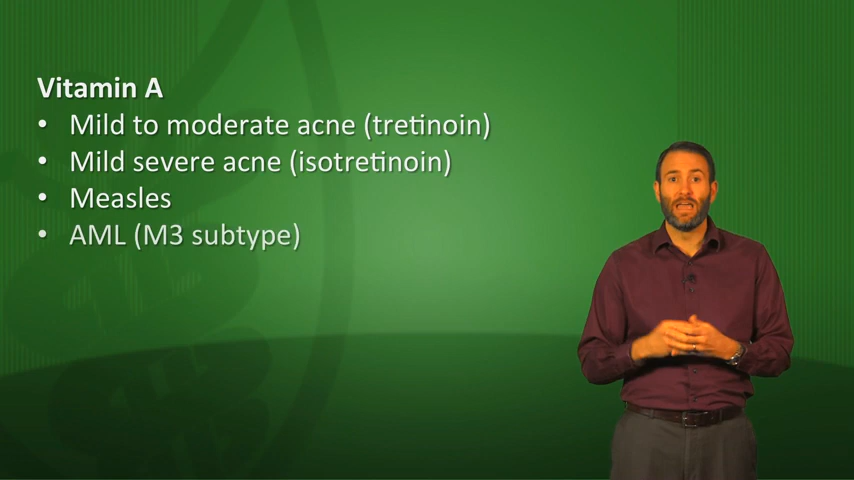 Vitamin A
• Mild to moderate acne (tretinoin)
• Mild severe acne (isotretinoin)
• Measles
• AML (M3 subtype)